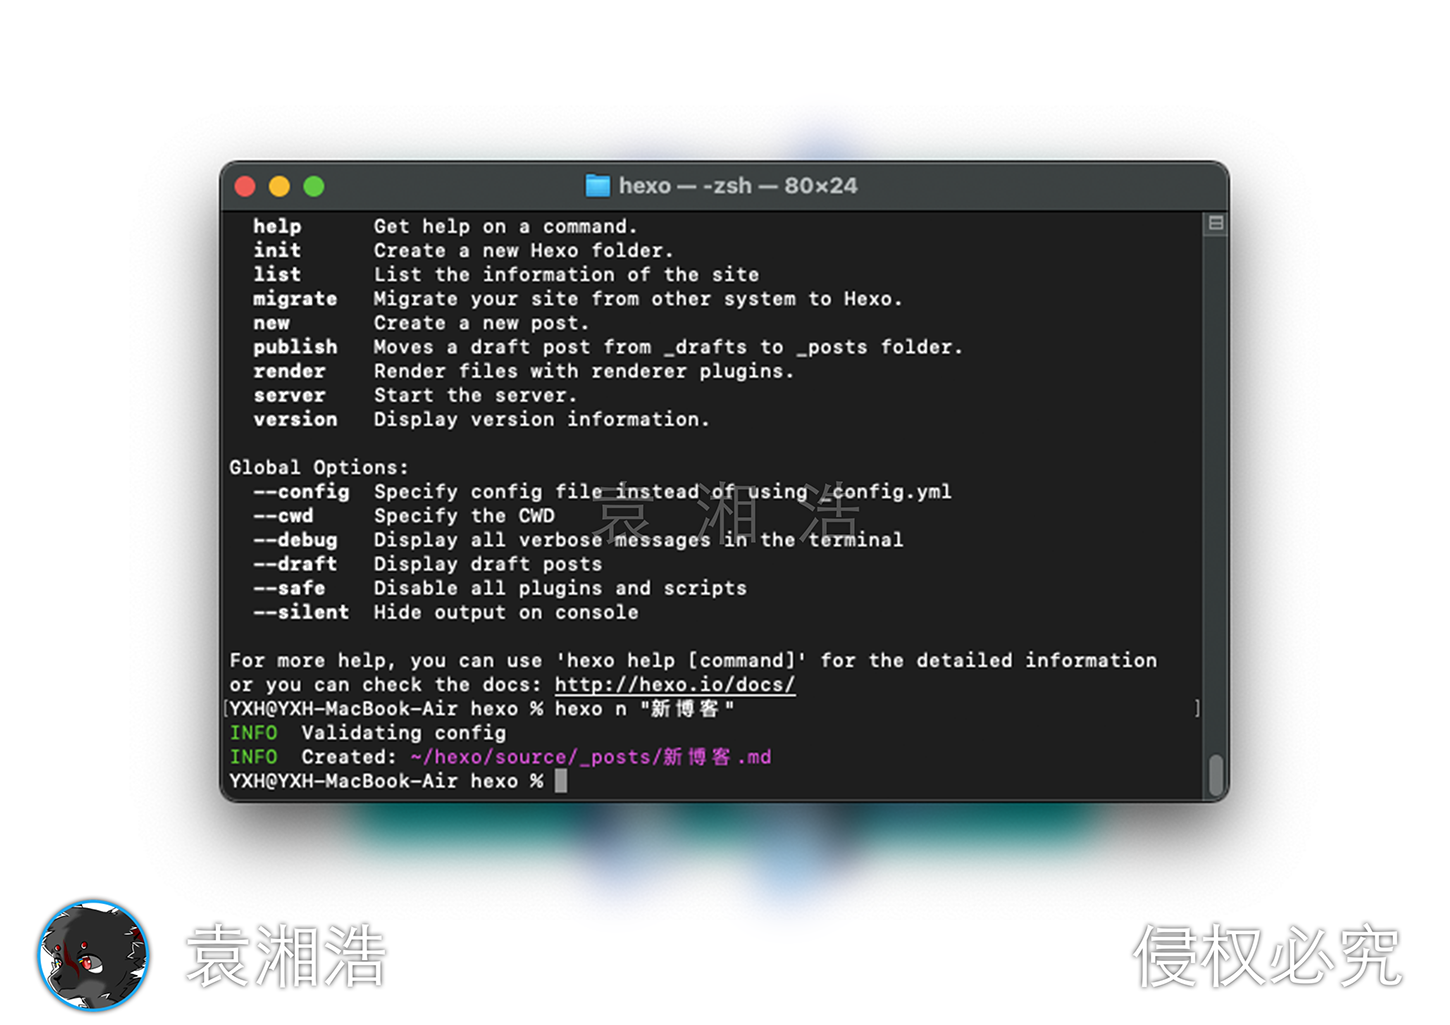 hexo — -zsh — 80×24
help Get help on a command.
init Create a new Hexo folder.
list List the information of the site
migrate Migrate your site from other system to Hexo.
new Create a new post.
publish Moves a draft post from _drafts to _posts folder.
render Render files with renderer plugins.
server Start the server.
version Display version information.
Global Options:
--config Specify config file instead of using _config.yml
--cwd Specify the CWD
--debug Display all verbose messages in the terminal
--draft Display draft posts
--safe Disable all plugins and scripts
--silent Hide output on console
袁湘浩
For more help, you can use 'hexo help [command]' for the detailed information
or you can check the docs: http://hexo.io/docs/
[YXH@YXH-MacBook-Air hexo % hexo n "新博客" ]
INFO Validating config
INFO Created: ~/hexo/source/_posts/新博客.md
YXH@YXH-MacBook-Air hexo %
袁湘浩
侵权必究